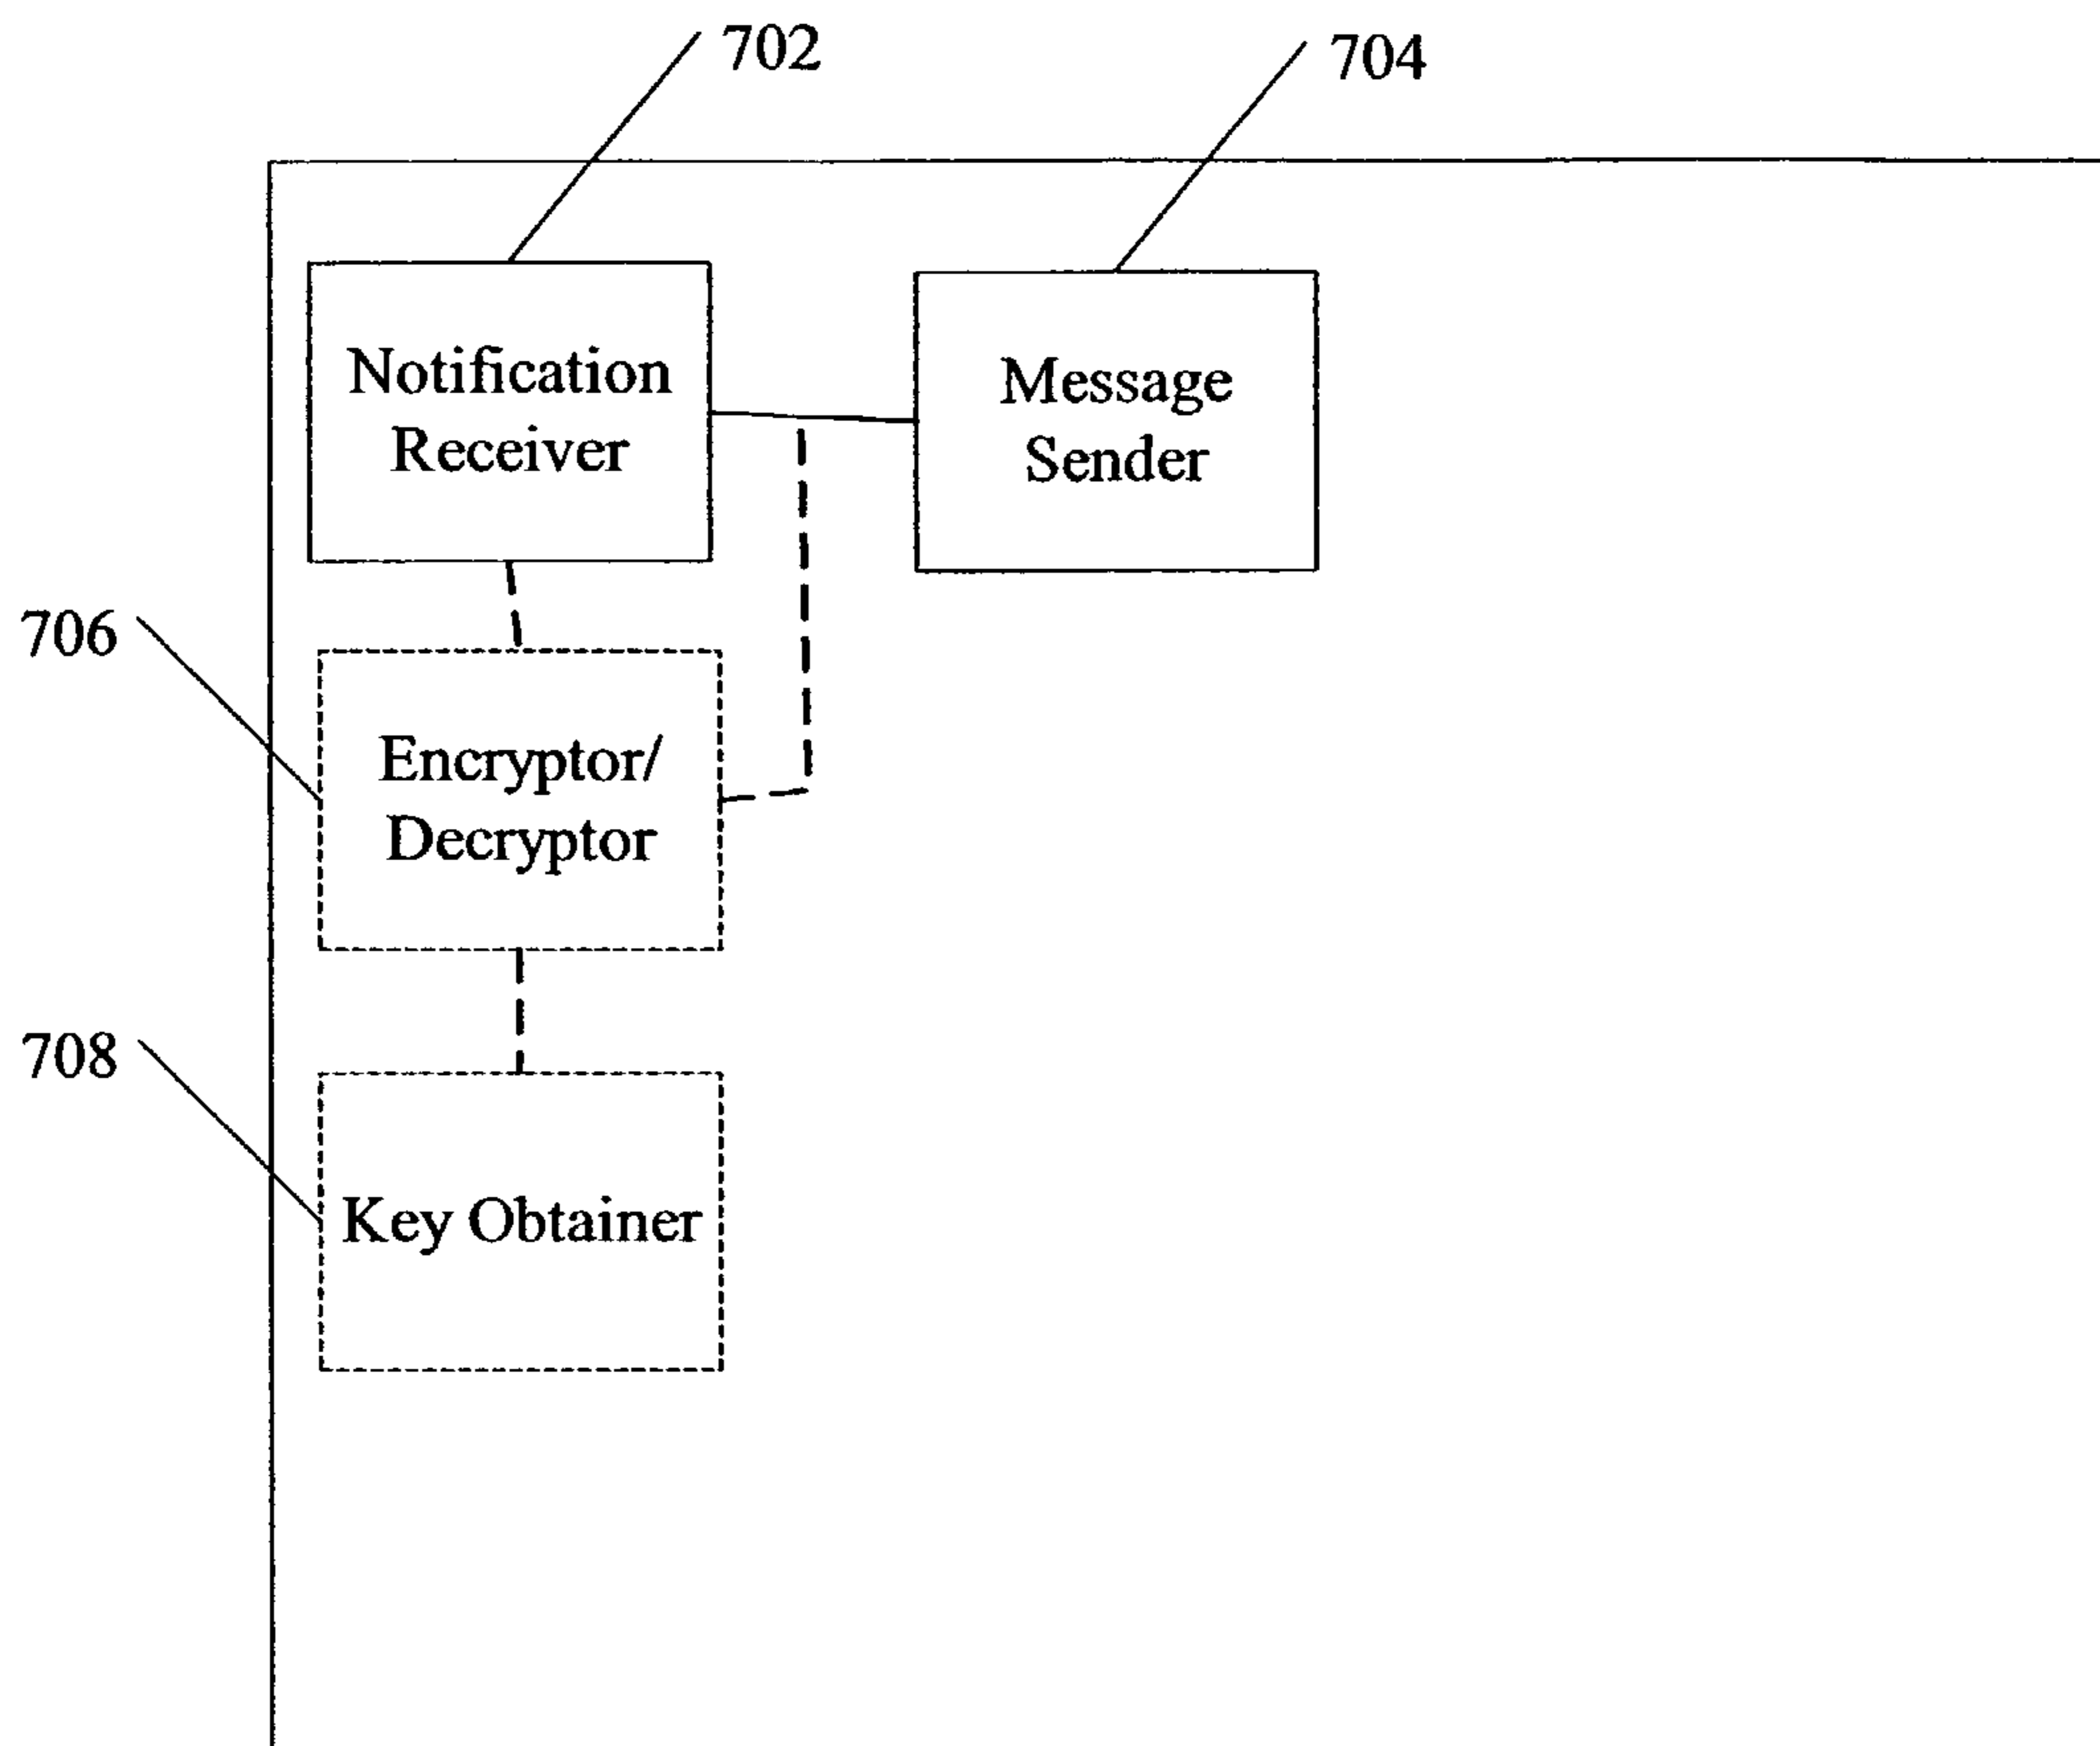 702
704
Notification
Receiver
Message
Sender
706
Encryptor/
Decryptor
708
Key Obtainer